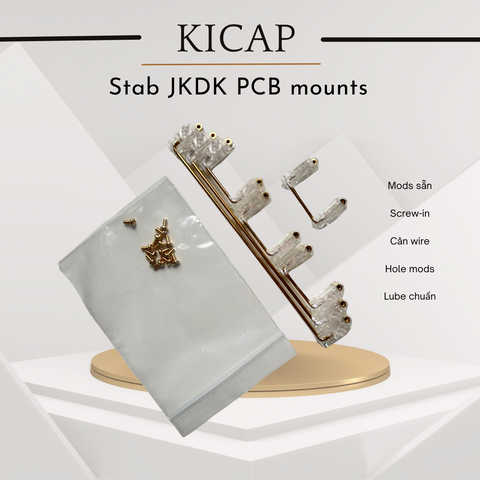 KICAP
Stab JKDK PCB mounts
Mods sẵn
Screw-in
Cân wire
Hole mods
Lube chuẩn